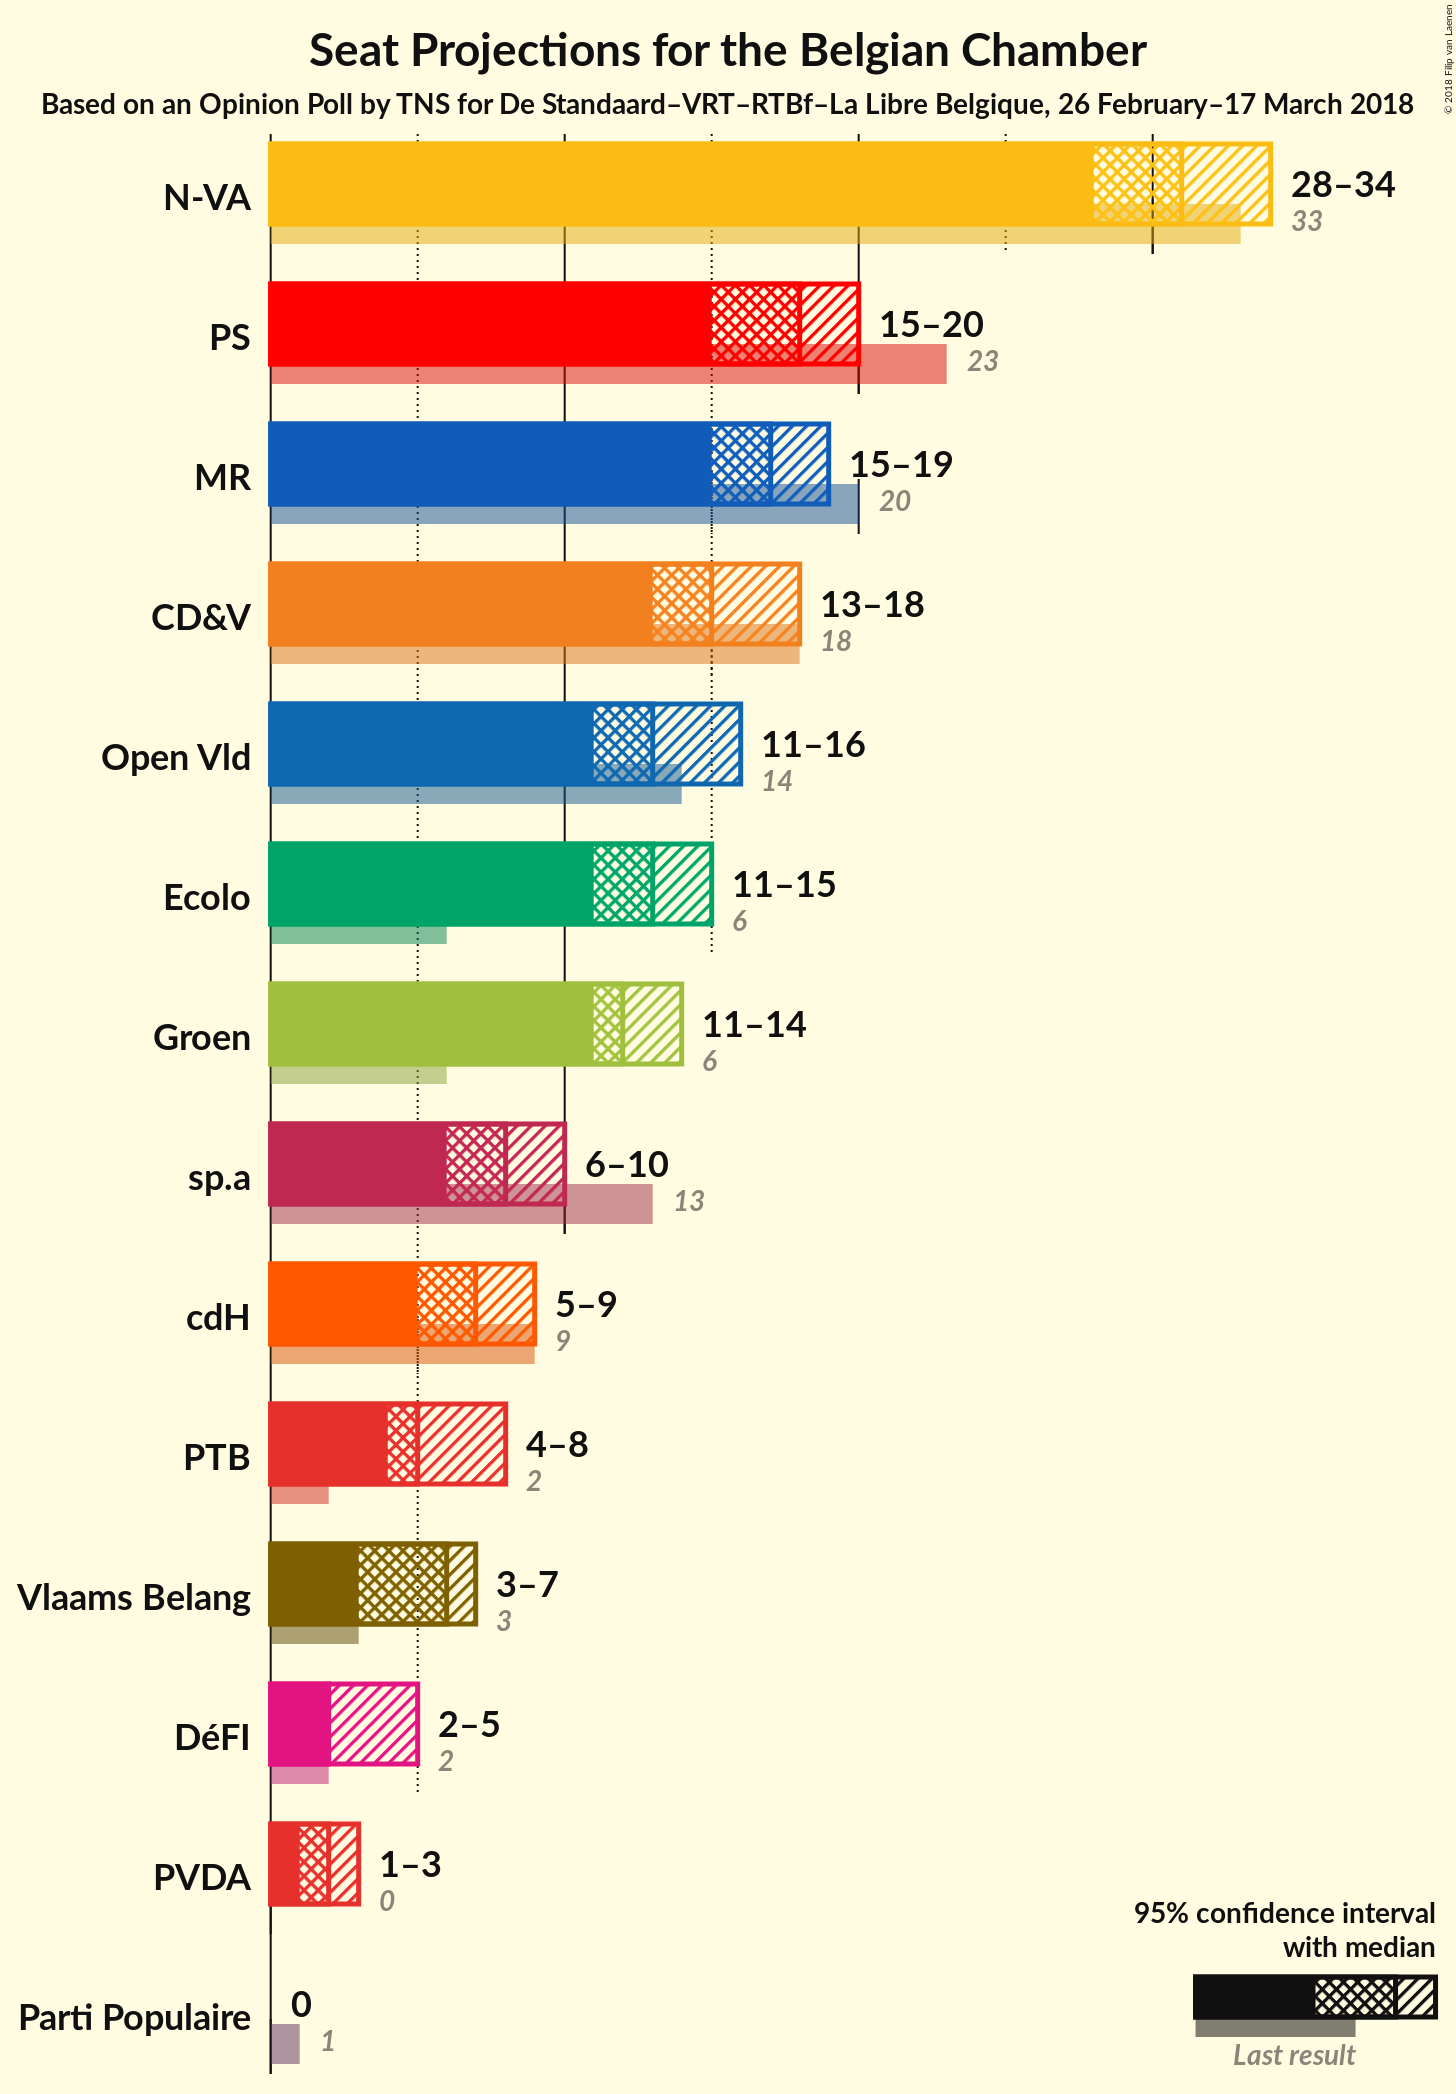 Seat Projections for the Belgian Chamber
Based on an Opinion Poll by TNS for De Standaard–VRT–RTBf–La Libre Belgique, 26 February–17 March 2018
© 2018 Filip van Laenen
N-VA
28–34
33
PS
15–20
23
MR
15–19
20
CD&V
13–18
18
Open Vld
11–16
14
Ecolo
11–15
6
Groen
11–14
6
sp.a
6–10
13
cdH
5–9
9
PTB
4–8
2
Vlaams Belang
3–7
3
DéFI
2–5
2
PVDA
1–3
0
Parti Populaire
0
1
95% confidence interval
with median
Last result